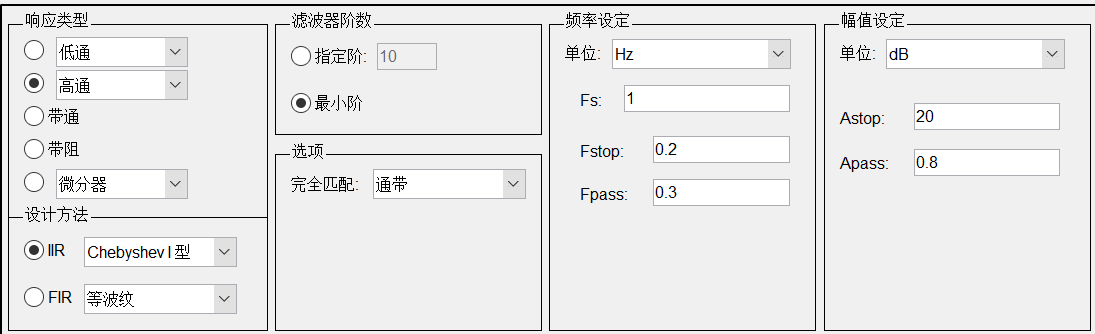 响应类型
低通
高通
带通
带阻
微分器
设计方法
IIR Chebyshev I 型
FIR 等波纹
滤波器阶数
指定阶: 10
最小阶
选项
完全匹配: 通带
频率设定
单位: Hz
Fs: 1
Fstop: 0.2
Fpass: 0.3
幅值设定
单位: dB
Astop: 20
Apass: 0.8